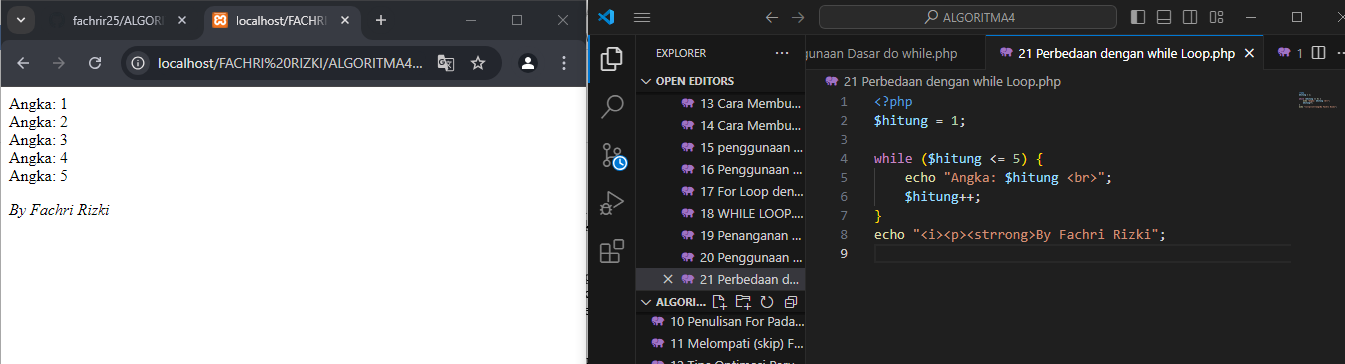 fachrir25/ALGOR
localhost/FACHRI
localhost/FACHRI%20RIZKI/ALGORITMA4...
Angka: 1
Angka: 2
Angka: 3
Angka: 4
Angka: 5
By Fachri Rizki
ALGORITMA4
EXPLORER
OPEN EDITORS
13 Cara Membu...
14 Cara Membu...
15 penggunaan ...
16 Penggunaan ...
17 For Loop den...
18 WHILE LOOP....
19 Penanganan ...
20 Penggunaan ...
21 Perbedaan d...
ALGORI...
10 Penulisan For Pada...
11 Melompati (skip) F...
12 Tips Optimasi
gunaan Dasar do while.php
21 Perbedaan dengan while Loop.php
1
21 Perbedaan dengan while Loop.php
1 <?php
2 $hitung = 1;
3
4 while ($hitung <= 5) {
5 echo "Angka: $hitung <br>";
6 $hitung++;
7 }
8 echo "<i><p><strrong>By Fachri Rizki";
9